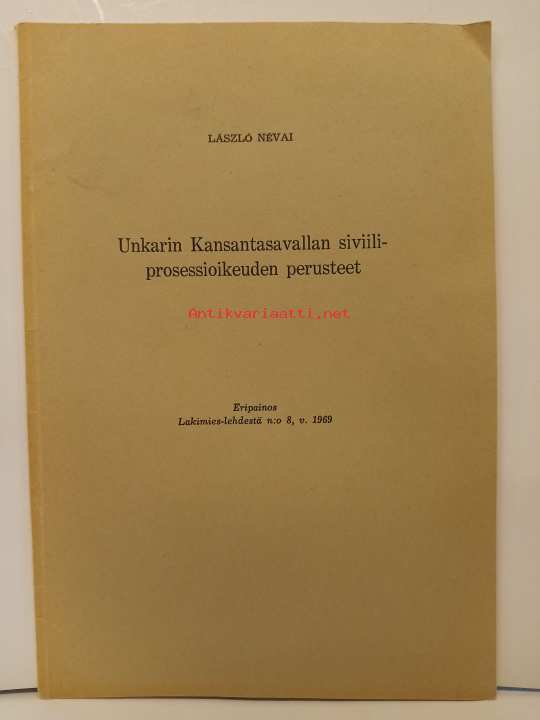 LÁSZLÓ NÉVAI
Unkarin Kansantasavallan siviili-
prosessioikeuden perusteet
Antikvariaatti.net
Eripainos
Lakimies-lehdestä n:o 8, v. 1969